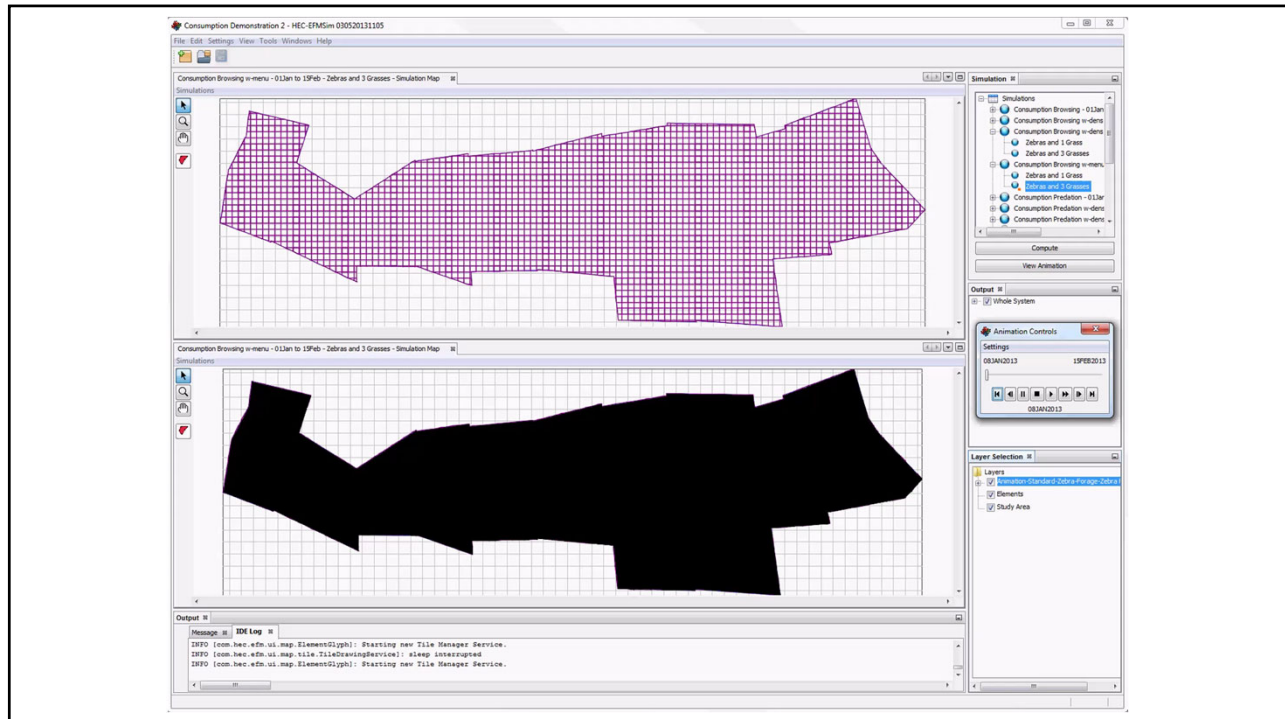 Consumption Demonstration 2 - HEC-EFMSim 030520131105
File Edit Settings View Tools Windows Help
Consumption Browsing w-menu - 01Jan to 15Feb - Zebras and 3 Grasses - Simulation Map
Simulations
Consumption Browsing w-menu - 01Jan to 15Feb - Zebras and 3 Grasses - Simulation Map
Simulations
Output
Message IDE Log
INFO [com.hec.efm.ui.map.ElementGlyph]: Starting new Tile Manager Service.
INFO [com.hec.efm.ui.map.tile.TileDrawingService]: sleep interrupted
INFO [com.hec.efm.ui.map.ElementGlyph]: Starting new Tile Manager Service.
Simulation
Simulations
Consumption Browsing - 01Jan
Consumption Browsing w-dens
Consumption Browsing w-dens
Zebras and 1 Grass
Zebras and 3 Grasses
Consumption Browsing w-menu
Zebras and 1 Grass
Zebras and 3 Grasses
Consumption Predation - 01Jar
Consumption Predation w-dens
Consumption Predation w-dens
Compute
View Animation
Output
Whole System
Animation Controls
Settings
08JAN2013 15FEB2013
08JAN2013
Layer Selection
Layers
Animation-Standard-Zebra-Forage-Zebra
Elements
Study Area